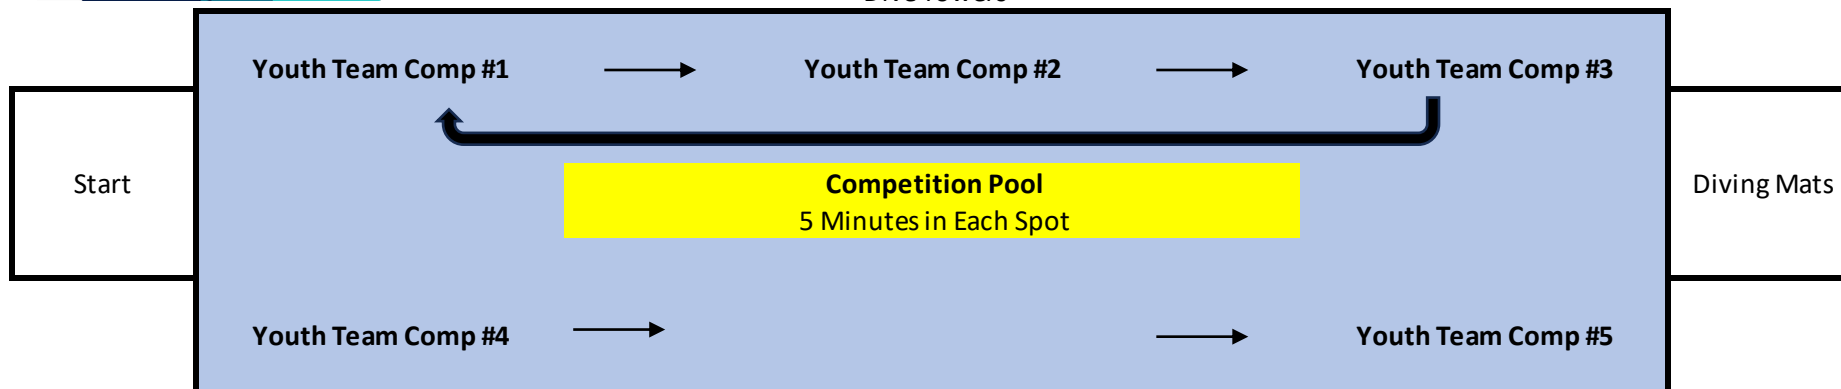 Youth Team Comp #1 Youth Team Comp #2 Youth Team Comp #3
Start
Competition Pool
5 Minutes in Each Spot
Diving Mats
Youth Team Comp #4 Youth Team Comp #5